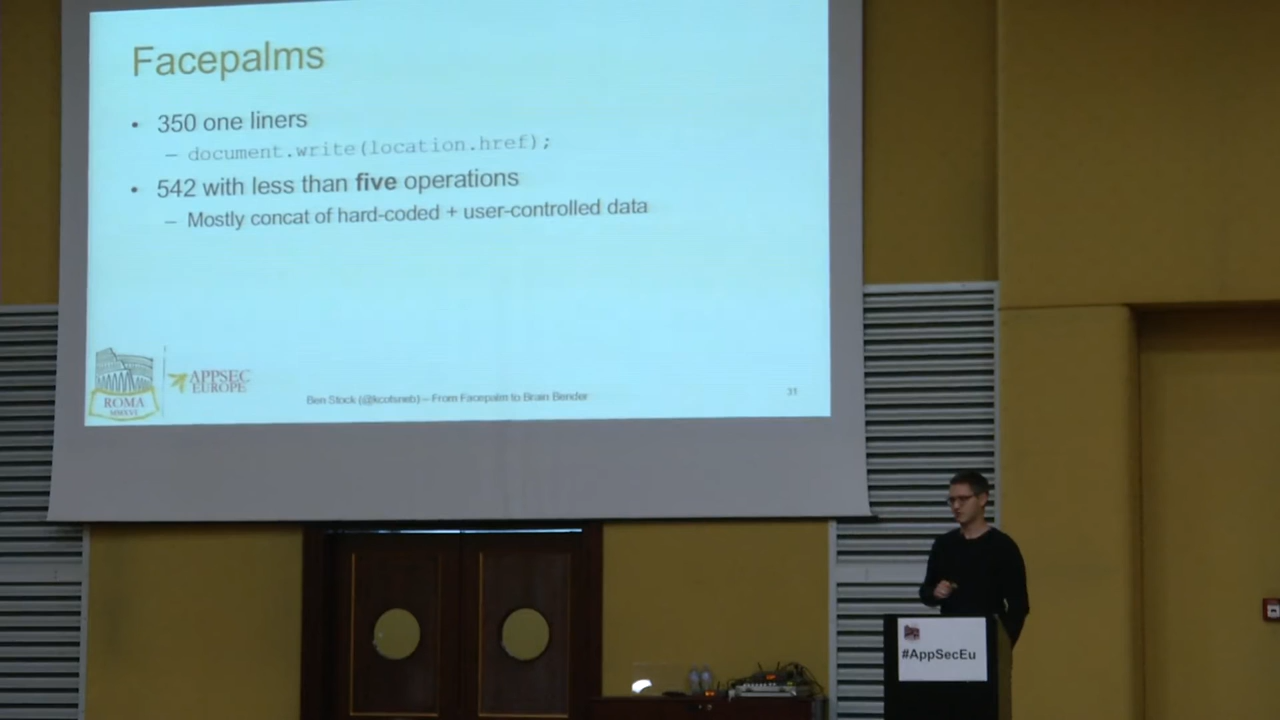 Facepalms
• 350 one liners
– document.write(location.href);
• 542 with less than five operations
– Mostly concat of hard-coded + user-controlled data
ROMA
MMXVI
APPSEC
EUROPE
Ben Stock (@kcotsneb) – From Facepalm to Brain Bender
31
#AppSecEu